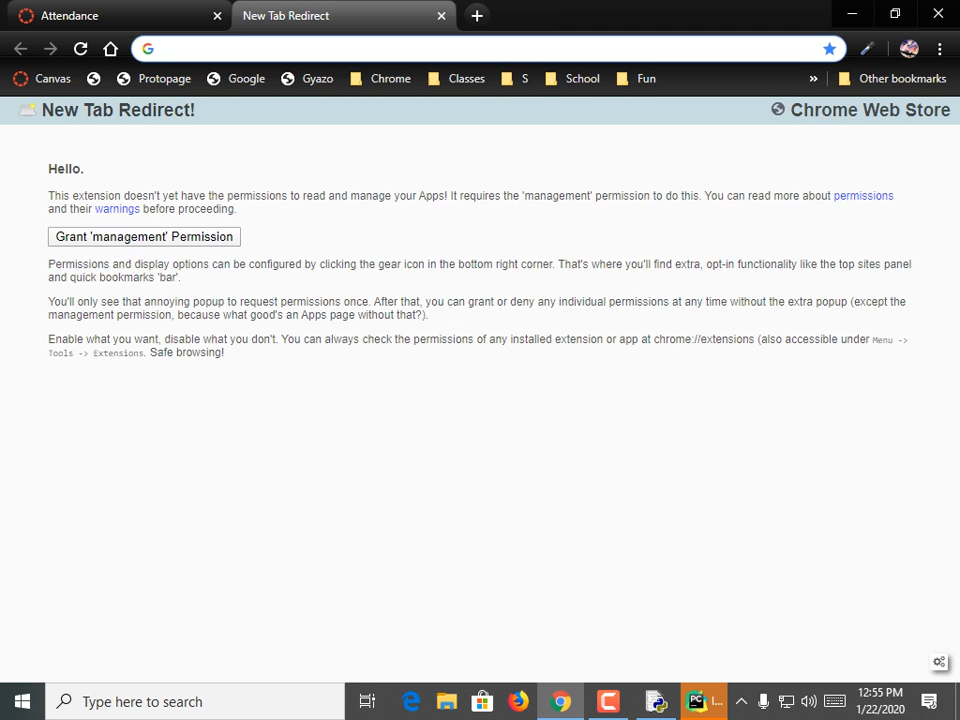 Attendance
New Tab Redirect
Canvas
Protopage
Google
Gyazo
Chrome
Classes
S
School
Fun
»
Other bookmarks
New Tab Redirect!
Chrome Web Store
Hello.
This extension doesn't yet have the permissions to read and manage your Apps! It requires the 'management' permission to do this. You can read more about permissions
and their warnings before proceeding.
Grant 'management' Permission
Permissions and display options can be configured by clicking the gear icon in the bottom right corner. That's where you'll find extra, opt-in functionality like the top sites panel
and quick bookmarks 'bar'.
You'll only see that annoying popup to request permissions once. After that, you can grant or deny any individual permissions at any time without the extra popup (except the
management permission, because what good's an Apps page without that?).
Enable what you want, disable what you don't. You can always check the permissions of any installed extension or app at chrome://extensions (also accessible under Menu ->
Tools -> Extensions. Safe browsing!
Type here to search
PC
I...
12:55 PM
1/22/2020